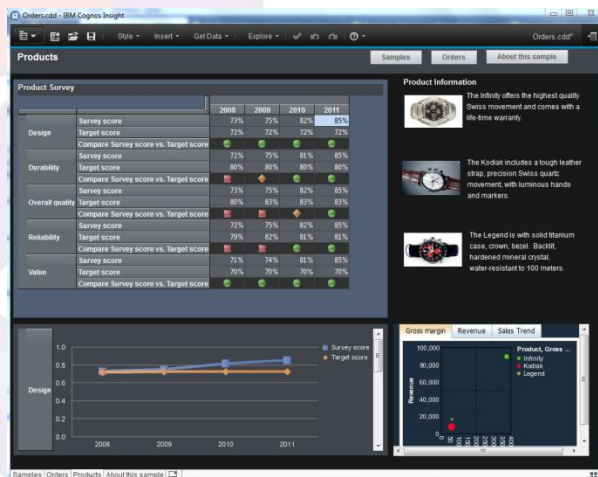 Orders.cdd - IBM Cognos Insight
Style Insert Get Data Explore Orders.cdd*
Products Samples Orders About this sample
Product Survey
2008 2009 2010 2011
Design Survey score 73% 75% 82% 85%
Target score 72% 72% 72% 72%
Compare Survey score vs. Target score
Durability Survey score 72% 75% 81% 85%
Target score 80% 80% 80% 80%
Compare Survey score vs. Target score
Overall quality Survey score 73% 75% 82% 85%
Target score 80% 83% 83% 83%
Compare Survey score vs. Target score
Reliability Survey score 72% 75% 82% 85%
Target score 79% 82% 81% 81%
Compare Survey score vs. Target score
Value Survey score 71% 74% 81% 85%
Target score 70% 70% 70% 70%
Compare Survey score vs. Target score
Product Information
The Infinity offers the highest quality
Swiss movement and comes with a
life-time warranty.
The Kodiak includes a tough leather
strap, precision Swiss quartz
movement, with luminous hands
and markers.
The Legend is with solid titanium
case, crown, bezel. Backlit,
hardened mineral crystal,
water-resistant to 100 meters.
Design
1.0
0.8
0.6
0.4
0.2
0.0
2008 2009 2010 2011
Survey score
Target score
Gross margin Revenue Sales Trend
Revenue
100,000
80,000
60,000
40,000
20,000
0
0 50 100 150 200 250 300 350 400
Product, Gross ...
Infinity
Kodiak
Legend
Samples Orders Products About this sample